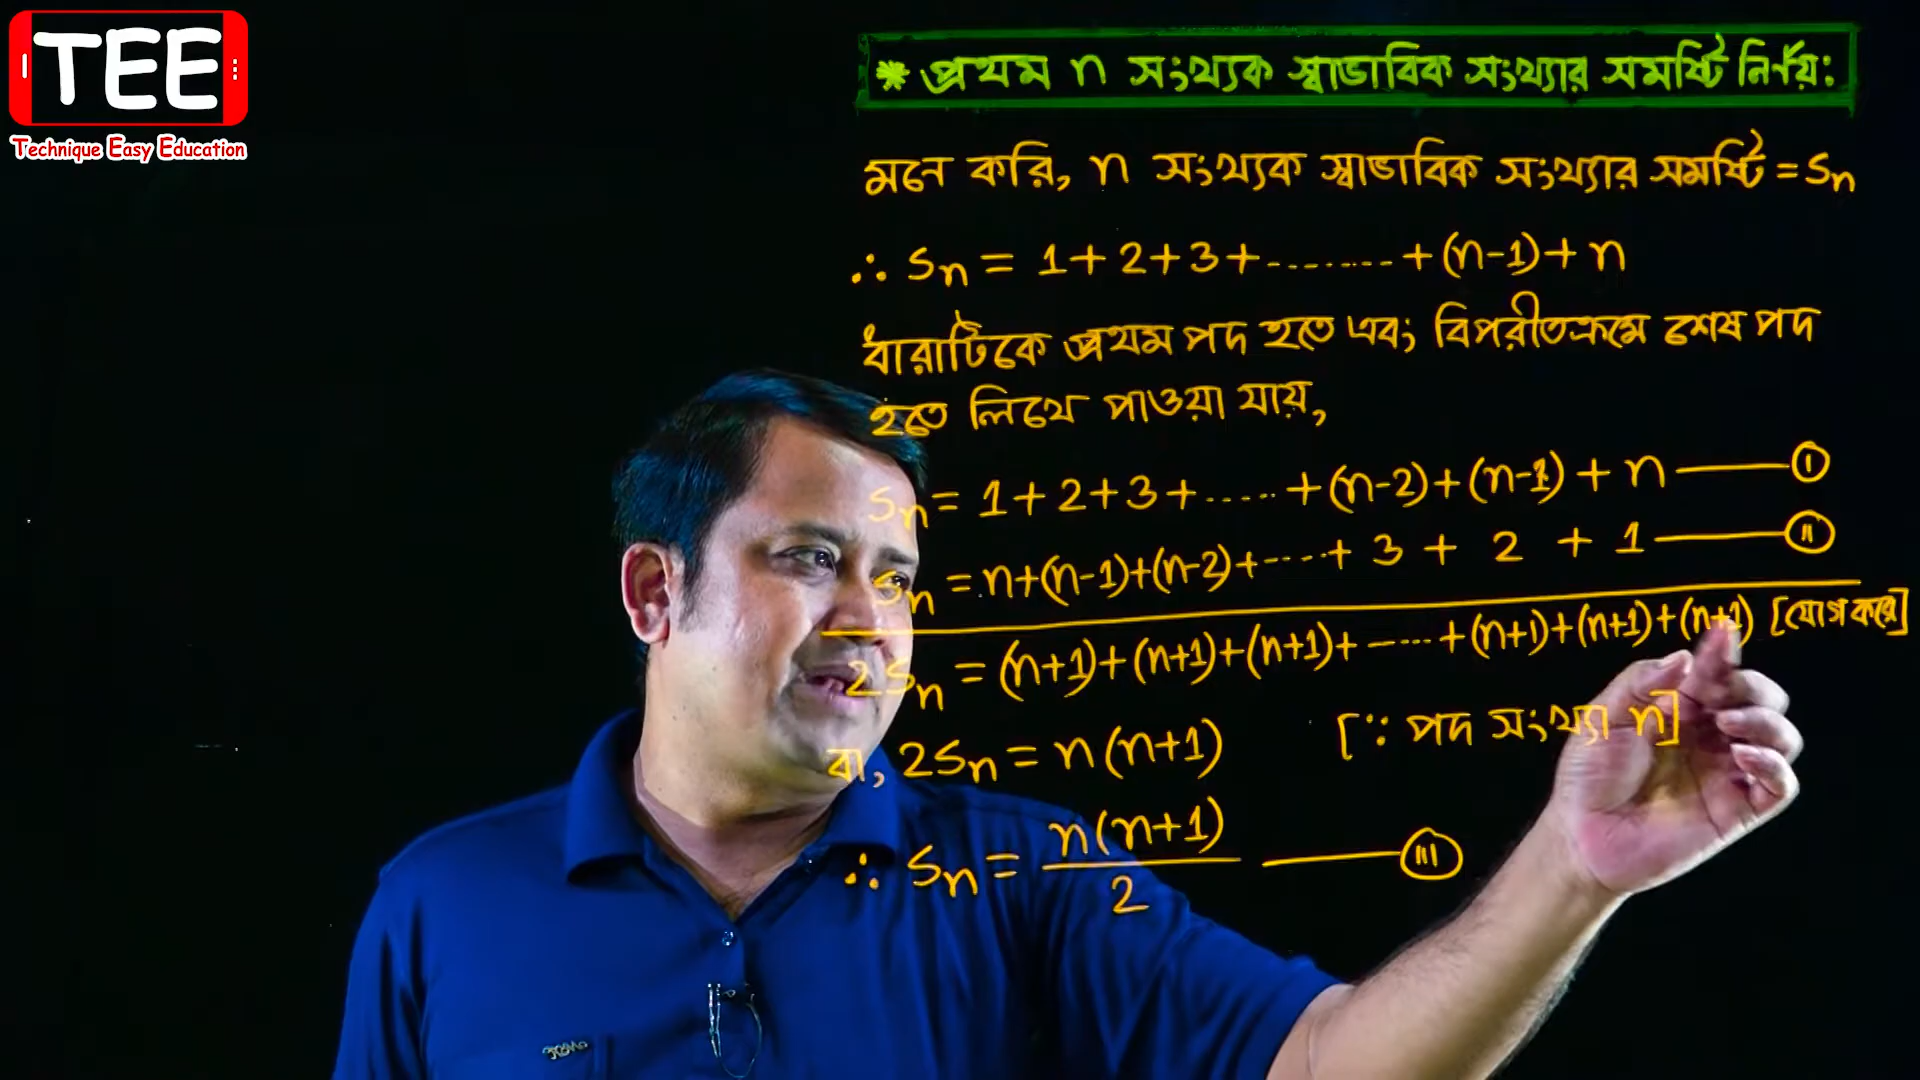 TEE
Technique Easy Education
* প্রথম n সংখ্যক স্বাভাবিক সংখ্যার সমষ্টি নির্ণয়:
মনে করি, n সংখ্যক স্বাভাবিক সংখ্যার সমষ্টি = Sn
∴ Sn = 1+2+3+........+(n-1)+n
ধারাটিকে প্রথম পদ হতে এবং বিপরীতক্রমে শেষ পদ
হতে লিখে পাওয়া যায়,
Sn = 1+2+3+.....+(n-2)+(n-1)+n——(I)
Sn = n+(n-1)+(n-2)+....+3+2+1——(II)
2Sn = (n+1)+(n+1)+(n+1)+.....+(n+1)+(n+1)+(n+1) [যোগ করে]
বা, 2Sn = n(n+1) [∵ পদ সংখ্যা n]
∴ Sn = n(n+1)/2 ——(III)